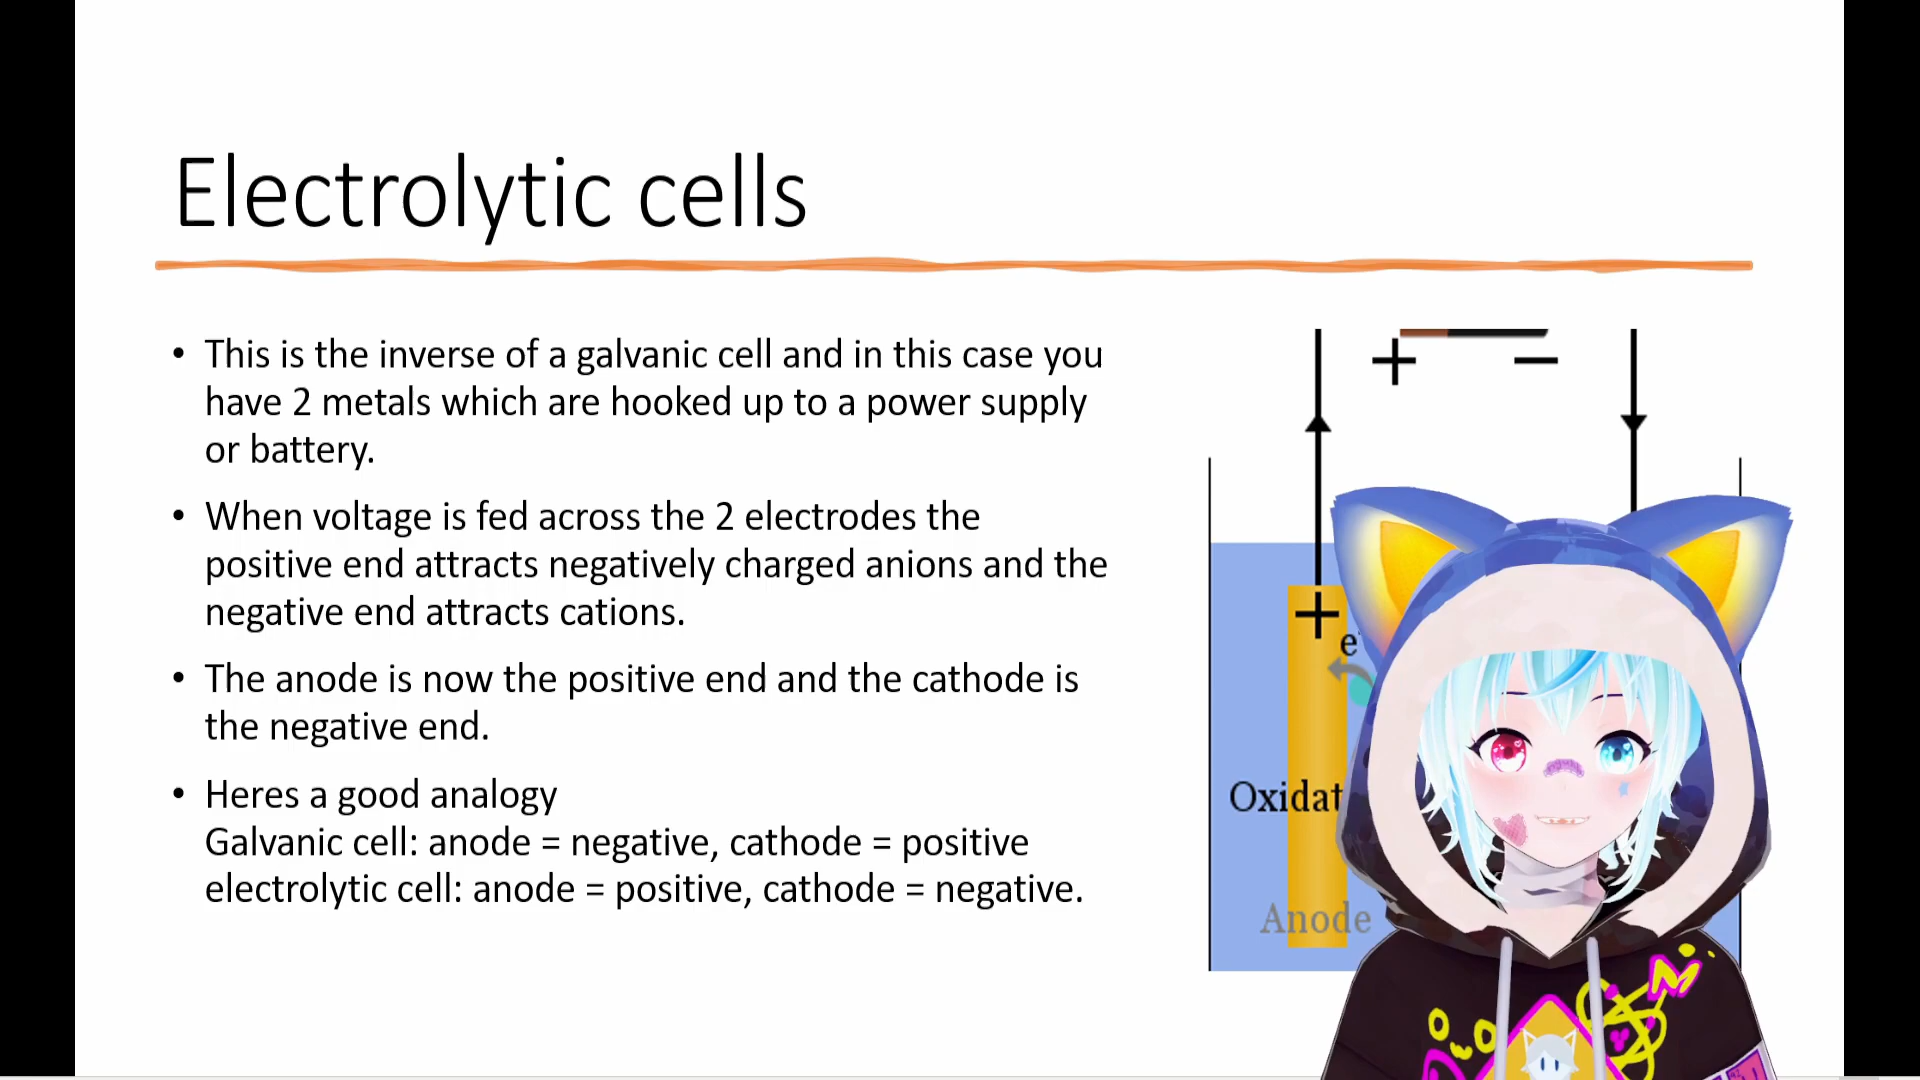 Electrolytic cells
• This is the inverse of a galvanic cell and in this case you
have 2 metals which are hooked up to a power supply
or battery.
• When voltage is fed across the 2 electrodes the
positive end attracts negatively charged anions and the
negative end attracts cations.
• The anode is now the positive end and the cathode is
the negative end.
• Heres a good analogy
Galvanic cell: anode = negative, cathode = positive
electrolytic cell: anode = positive, cathode = negative.
+ −
+
e
Oxidat
Anode